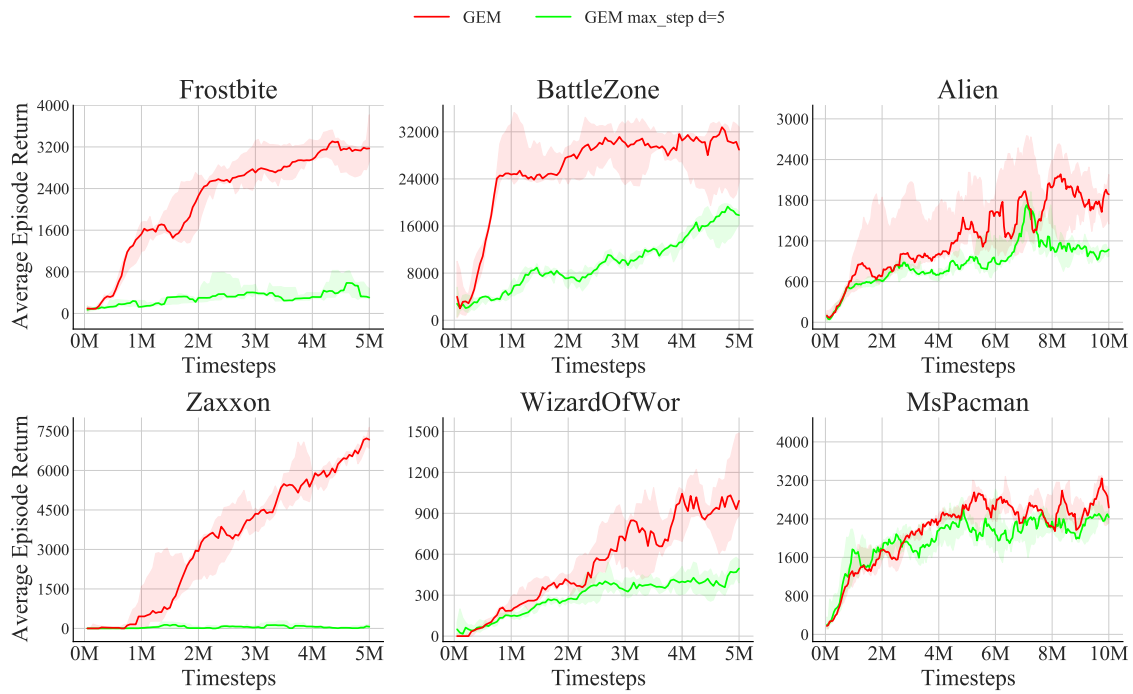 GEM GEM max_step d=5
Frostbite BattleZone Alien
Average Episode Return
4000
3200
2400
1600
800
0
0M 1M 2M 3M 4M 5M
Timesteps
32000
24000
16000
8000
0
0M 1M 2M 3M 4M 5M
Timesteps
3000
2400
1800
1200
600
0
0M 2M 4M 6M 8M 10M
Timesteps
Zaxxon WizardOfWor MsPacman
Average Episode Return
7500
6000
4500
3000
1500
0
0M 1M 2M 3M 4M 5M
Timesteps
1500
1200
900
600
300
0
0M 1M 2M 3M 4M 5M
Timesteps
4000
3200
2400
1600
800
0
0M 2M 4M 6M 8M 10M
Timesteps